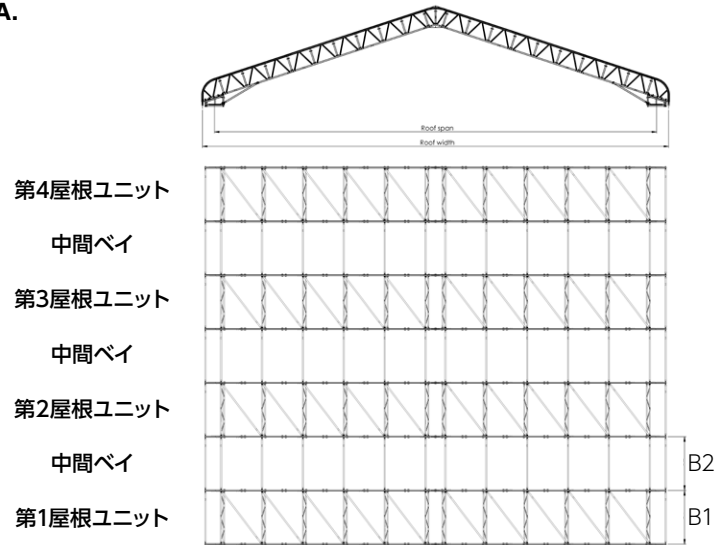 A.
Roof span
Roof width
第4屋根ユニット
中間ベイ
第3屋根ユニット
中間ベイ
第2屋根ユニット
中間ベイ
B2
第1屋根ユニット
B1